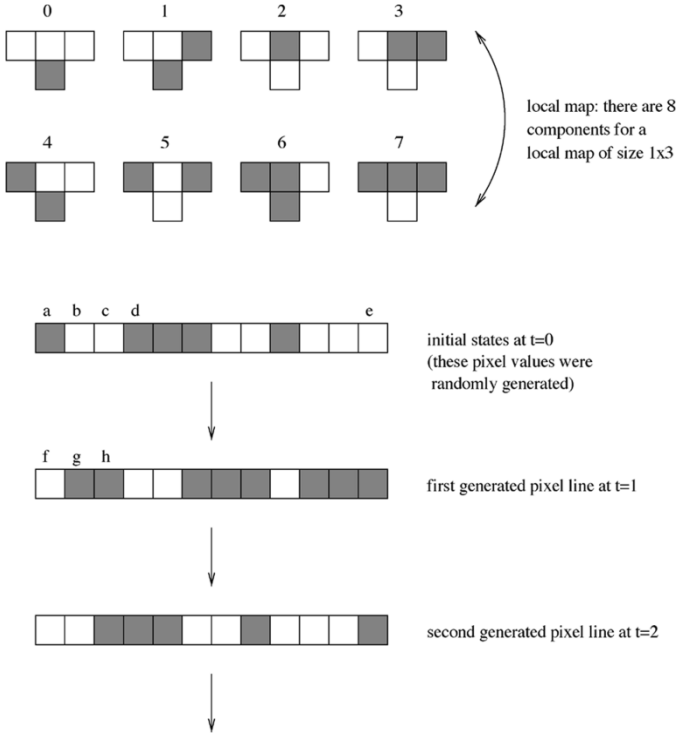 0 1 2 3
local map: there are 8
components for a
local map of size 1x3
4 5 6 7
a b c d e
initial states at t=0
(these pixel values were
randomly generated)
f g h
first generated pixel line at t=1
second generated pixel line at t=2